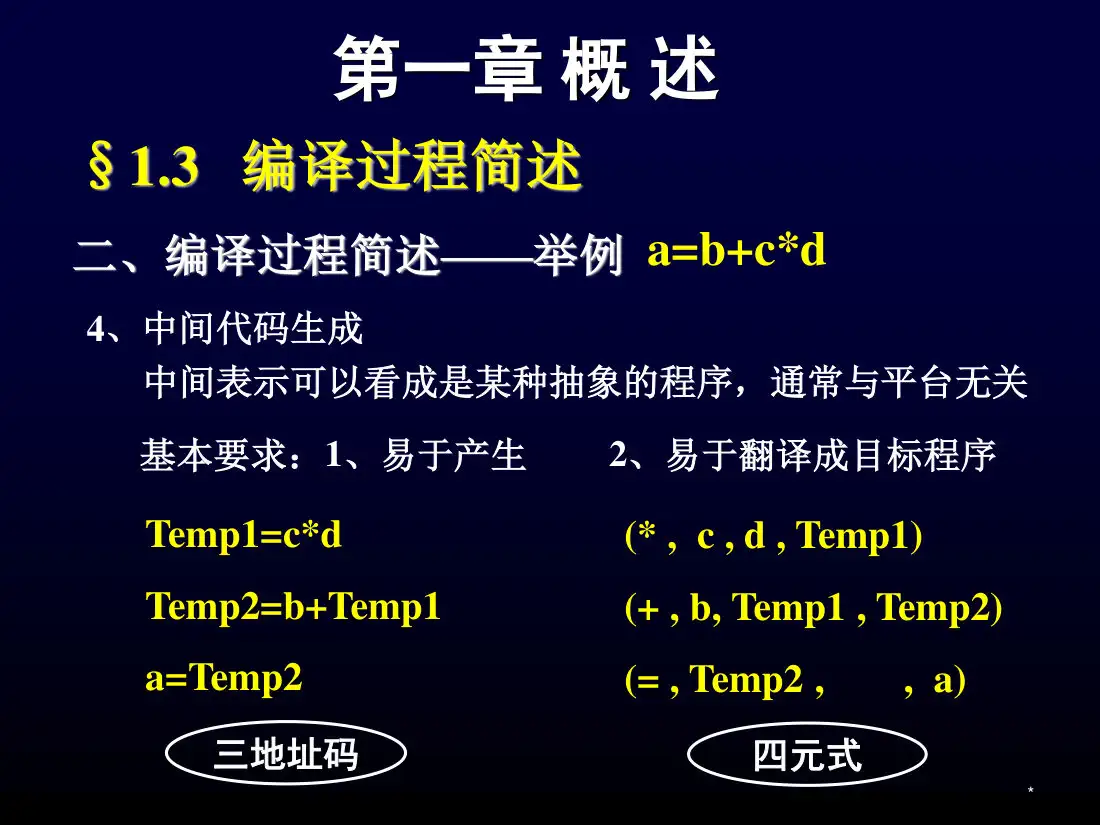 第一章 概 述
§1.3 编译过程简述
二、编译过程简述——举例 a=b+c*d
4、中间代码生成
中间表示可以看成是某种抽象的程序，通常与平台无关
基本要求：1、易于产生 2、易于翻译成目标程序
Temp1=c*d (* , c , d , Temp1)
Temp2=b+Temp1 (+ , b, Temp1 , Temp2)
a=Temp2 (= , Temp2 , , a)
三地址码 四元式
*